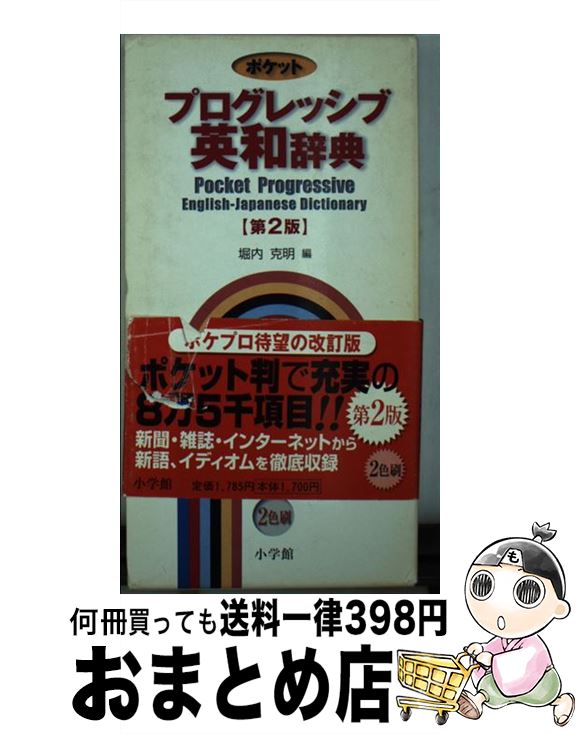 ポケット
プログレッシブ
英和辞典
Pocket Progressive
English-Japanese Dictionary
【第2版】
堀内 克明 編
ポケプロ待望の改訂版
ポケット判で充実の
8万5千項目!!
第2版
新聞・雑誌・インターネットから
新語、イディオムを徹底収録
2色刷
小学館
定価1,785円 本体1,700円
2色刷
小学館
も
何冊買っても送料一律398円
おまとめ店